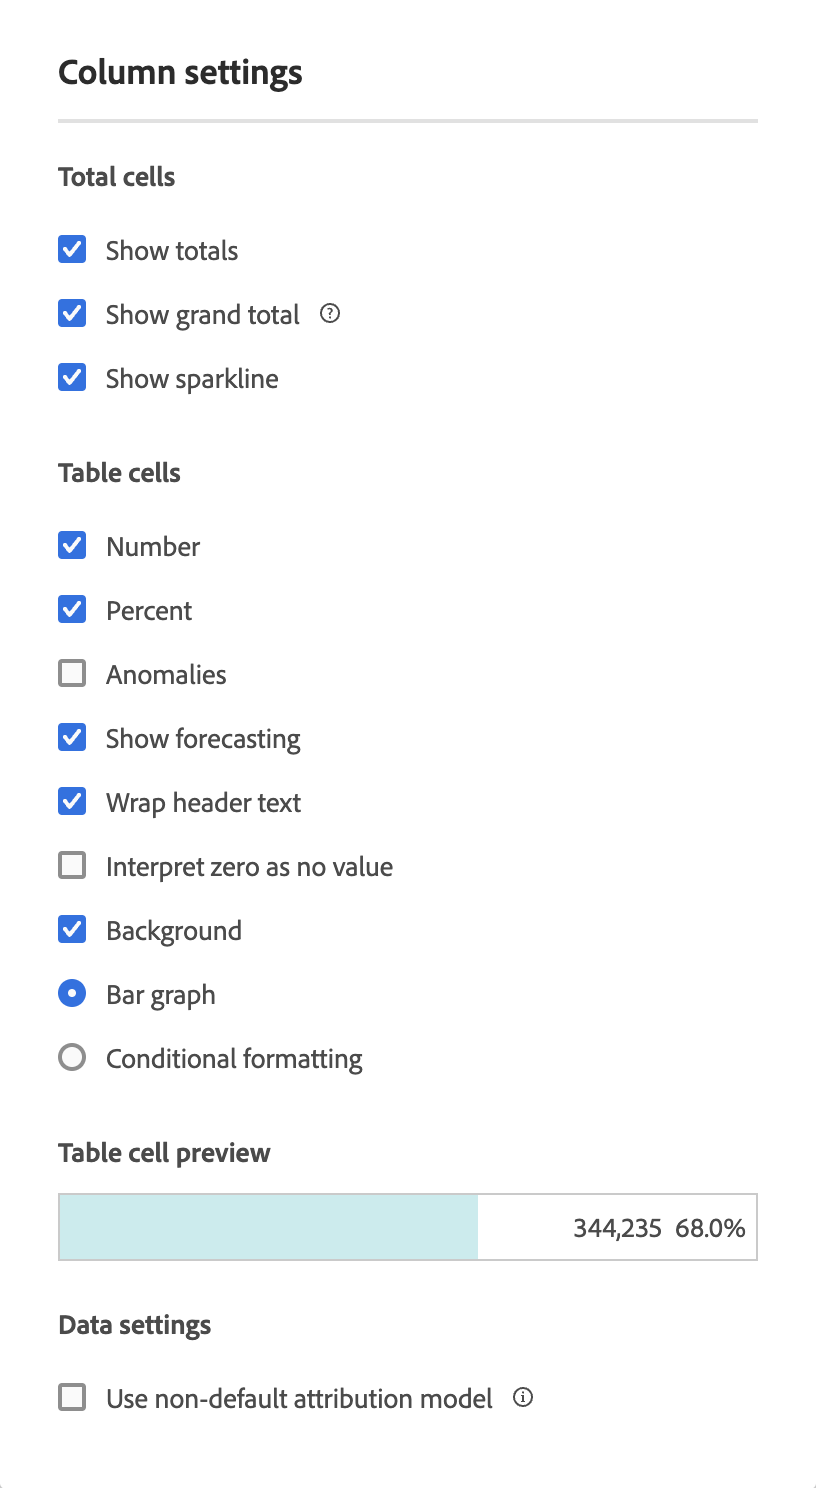 Column settings
Total cells
Show totals
Show grand total
Show sparkline
Table cells
Number
Percent
Anomalies
Show forecasting
Wrap header text
Interpret zero as no value
Background
Bar graph
Conditional formatting
Table cell preview
344,235 68.0%
Data settings
Use non-default attribution model